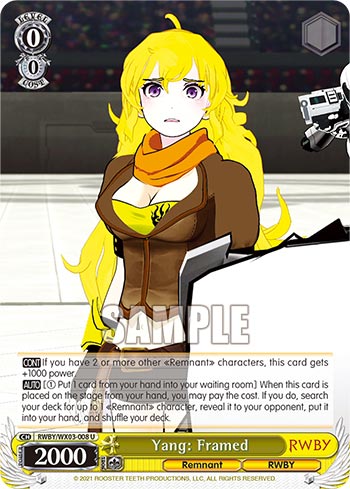 LEVEL
0
0
COST
SAMPLE
CONT If you have 2 or more other «Remnant» characters, this card gets
+1000 power.
AUTO [① Put 1 card from your hand into your waiting room] When this card is
placed on the stage from your hand, you may pay the cost. If you do, search
your deck for up to 1 «Remnant» character, reveal it to your opponent, put it
into your hand, and shuffle your deck.
RWBY/WX03-008 U
Yang: Framed
RWBY
2000
Remnant
RWBY
© 2021 ROOSTER TEETH PRODUCTIONS, LLC, ALL RIGHTS RESERVED.